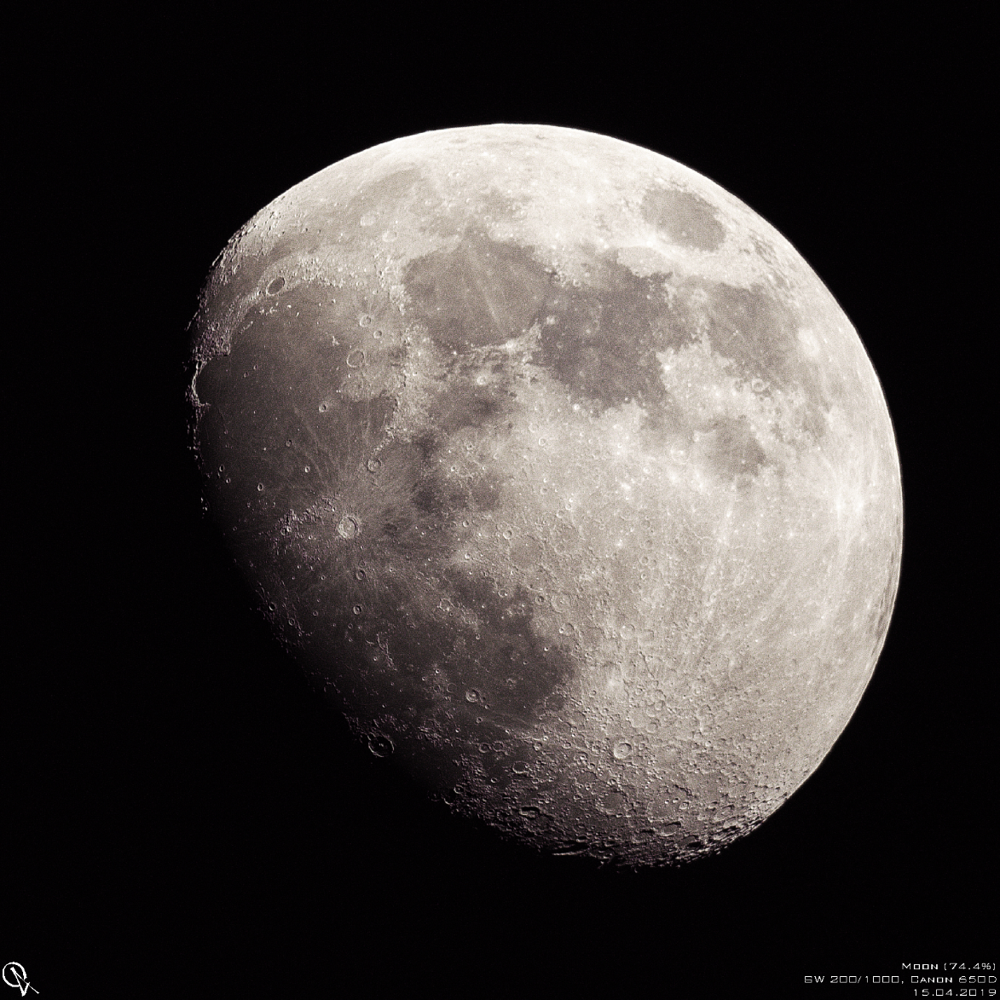 MOON (74.4%)
SW 200/1000, CANON 650D
15.04.2019